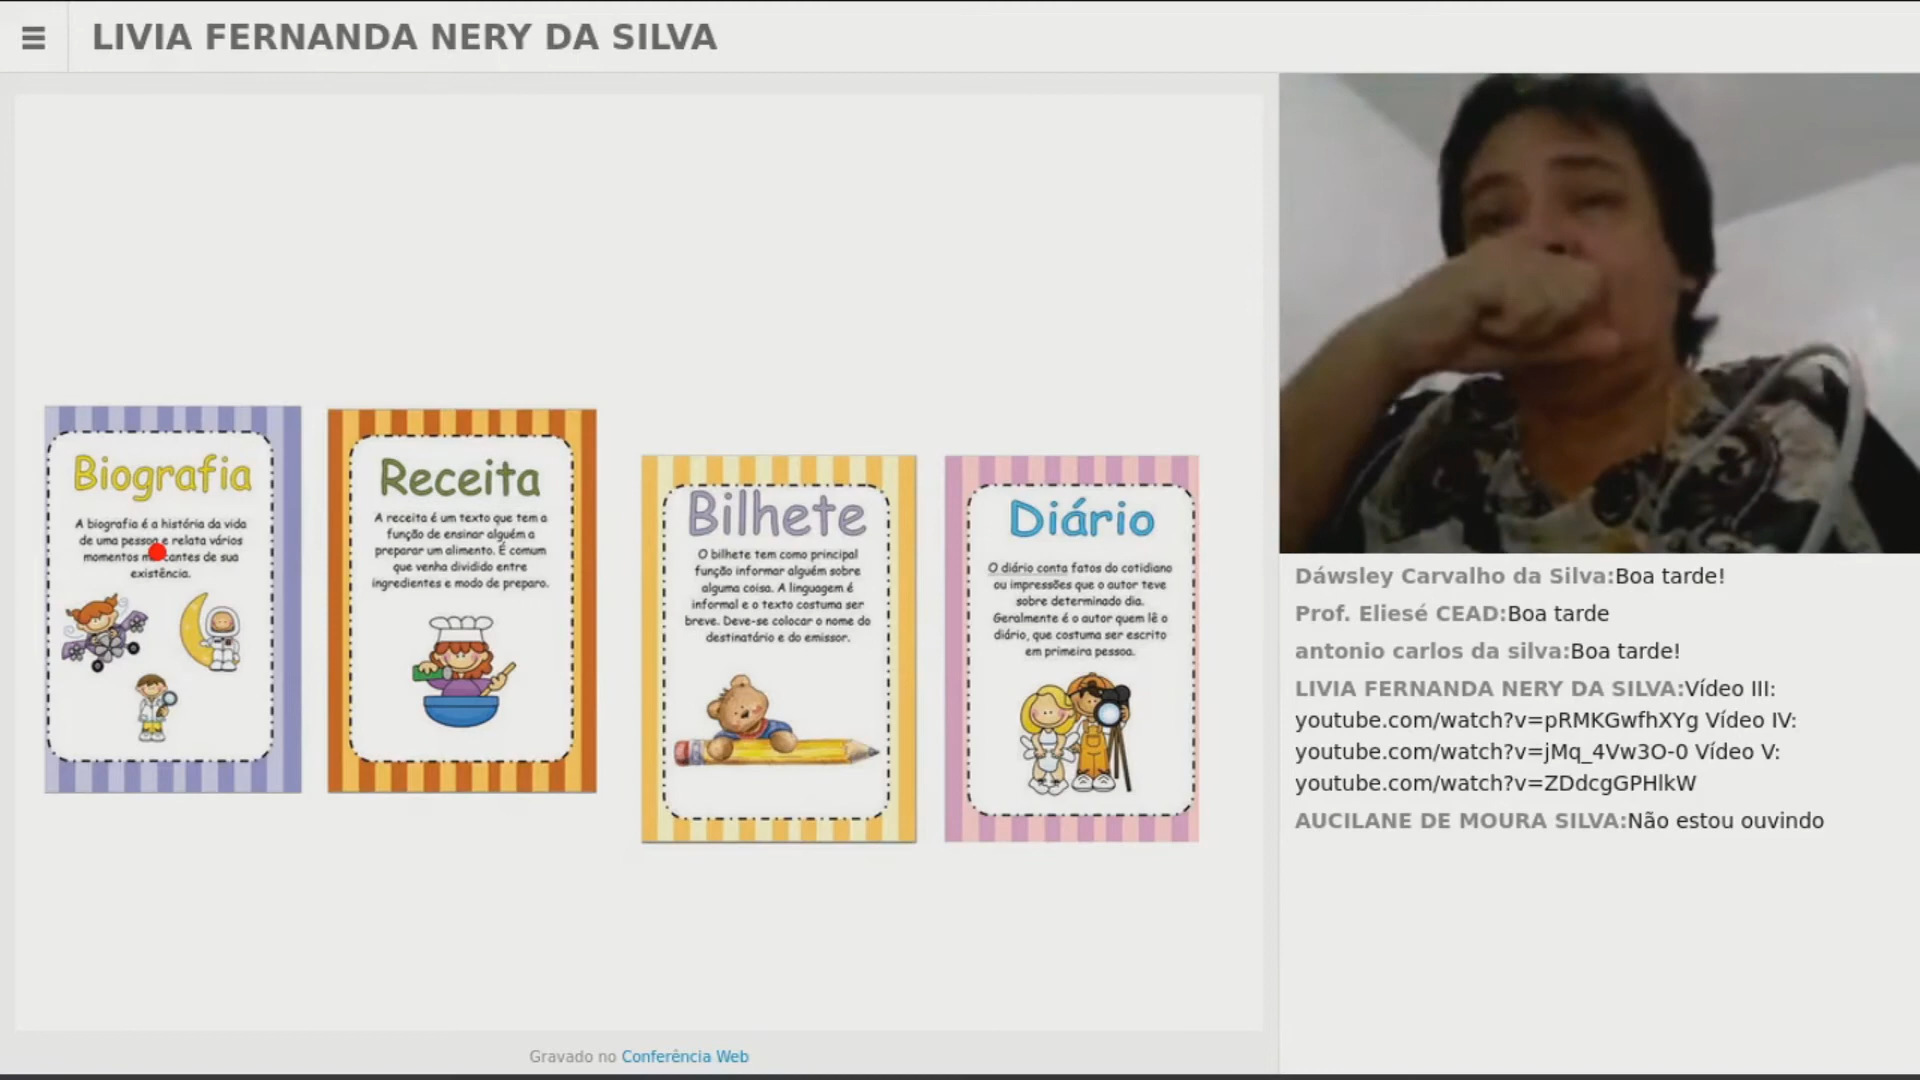 LIVIA FERNANDA NERY DA SILVA
Biografia
A biografia é a história da vida
de uma pessoa e relata vários
momentos marcantes de sua
existência.
Receita
A receita é um texto que tem a
função de ensinar alguém a
preparar um alimento. É comum
que venha dividido entre
ingredientes e modo de preparo.
Bilhete
O bilhete tem como principal
função informar alguém sobre
alguma coisa. A linguagem é
informal e o texto costuma ser
breve. Deve-se colocar o nome do
destinatário e do emissor.
Diário
O diário conta fatos do cotidiano
ou impressões que o autor teve
sobre determinado dia.
Geralmente é o autor quem lê o
diário, que costuma ser escrito
em primeira pessoa.
Dáwsley Carvalho da Silva:Boa tarde!
Prof. Eliesé CEAD:Boa tarde
antonio carlos da silva:Boa tarde!
LIVIA FERNANDA NERY DA SILVA:Vídeo III:
youtube.com/watch?v=pRMKGwfhXYg Vídeo IV:
youtube.com/watch?v=jMq_4Vw3O-0 Vídeo V:
youtube.com/watch?v=ZDdcgGPHlkW
AUCILANE DE MOURA SILVA:Não estou ouvindo
Gravado no Conferência Web